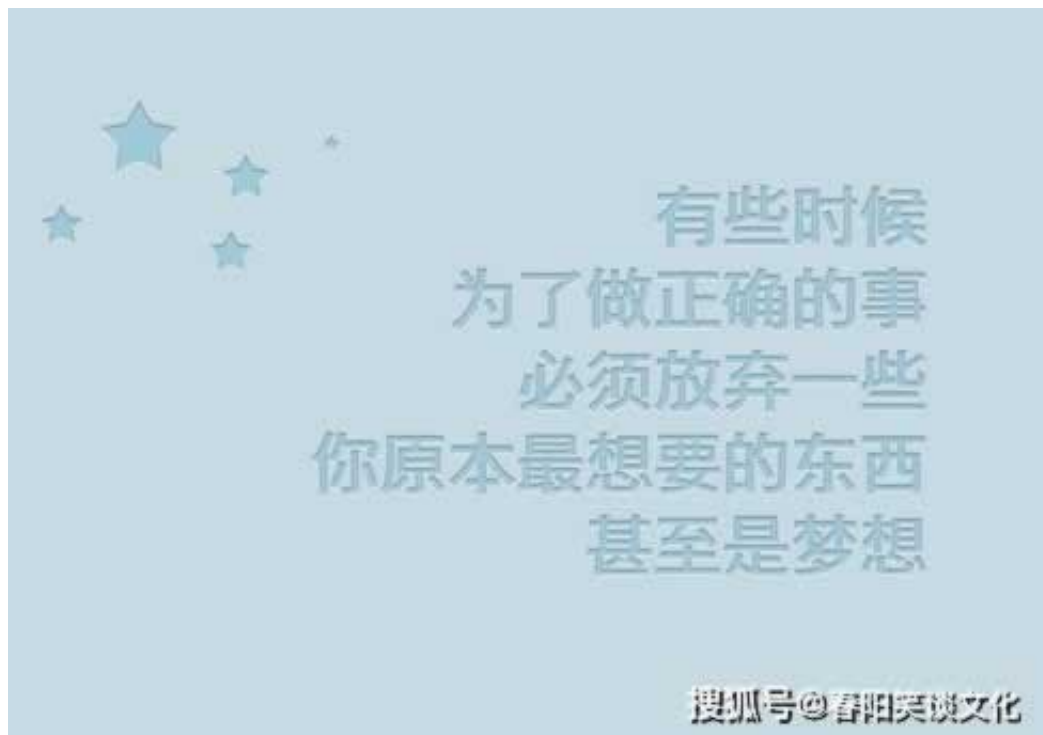 有些时候
为了做正确的事
必须放弃一些
你原本最想要的东西
甚至是梦想
搜狐号@春阳笑谈文化